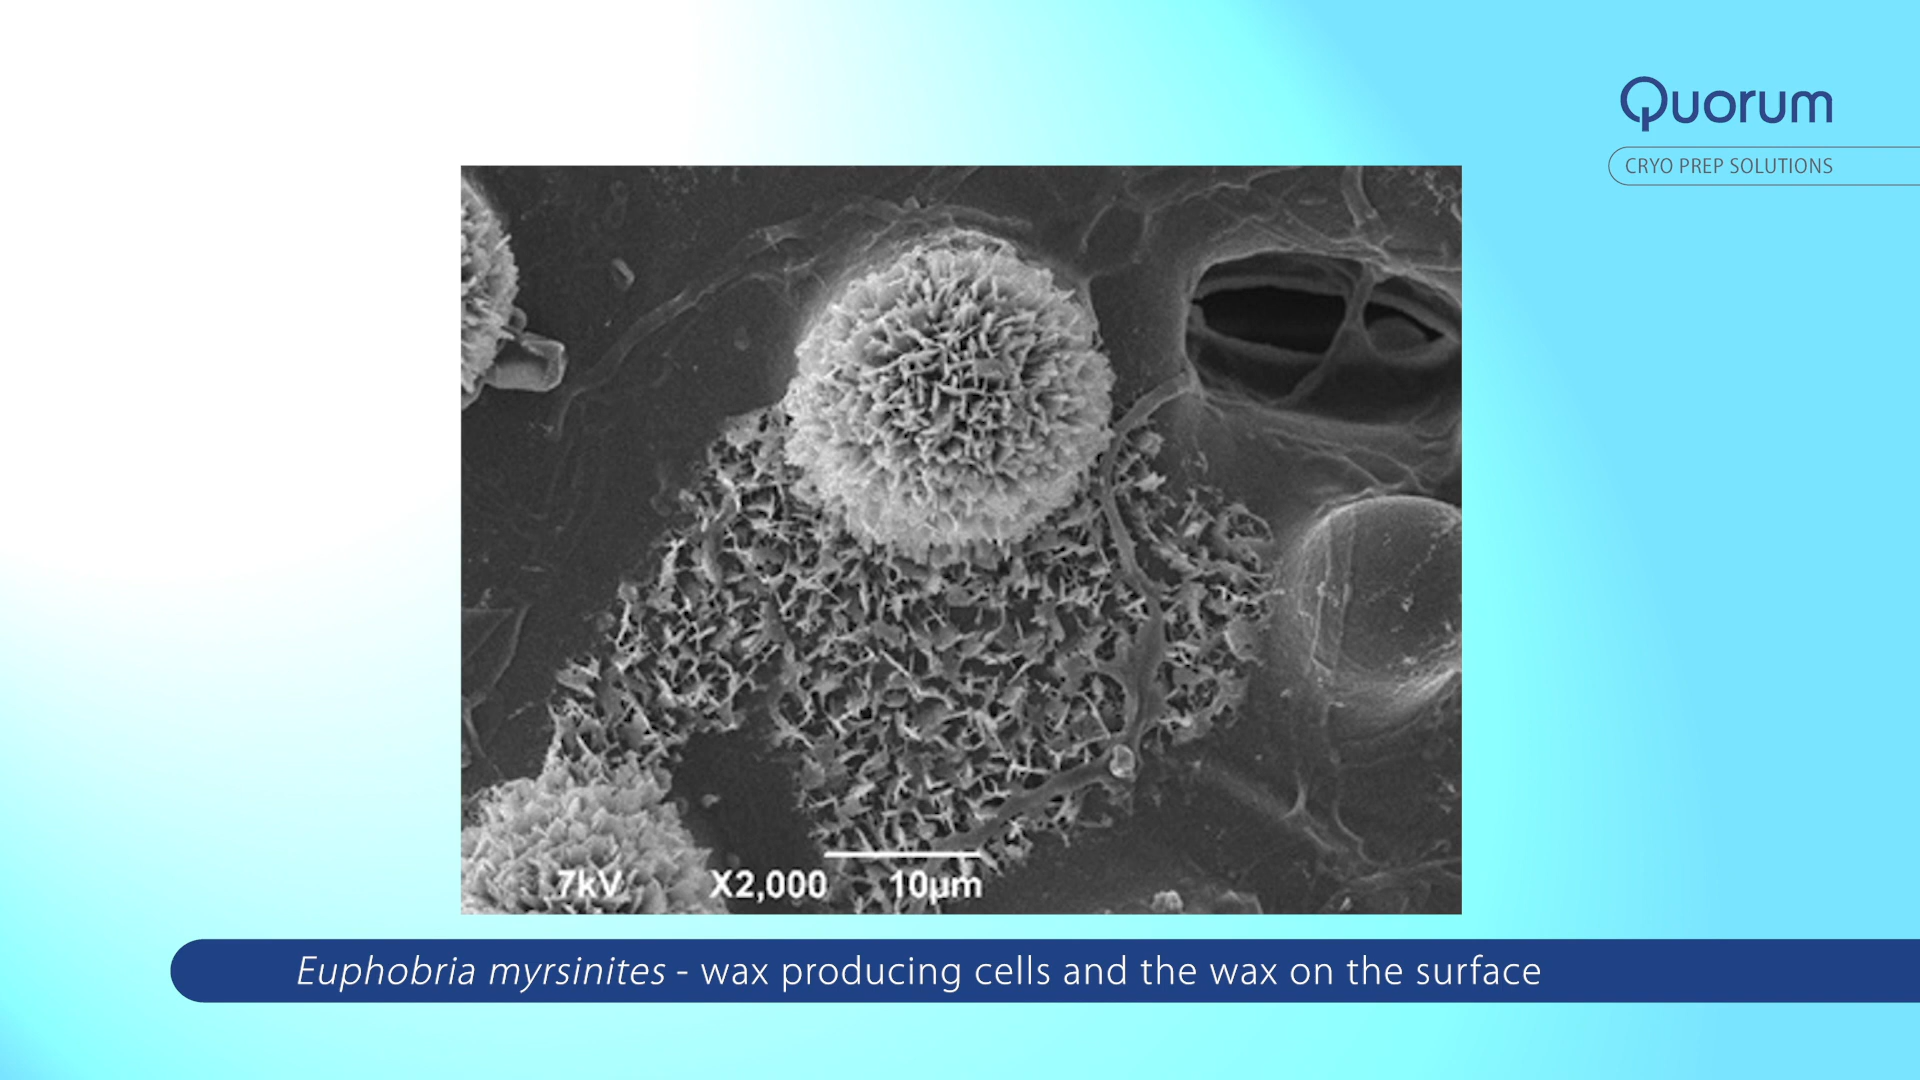 Quorum
CRYO PREP SOLUTIONS
7kV X2,000 10µm
Euphobria myrsinites - wax producing cells and the wax on the surface